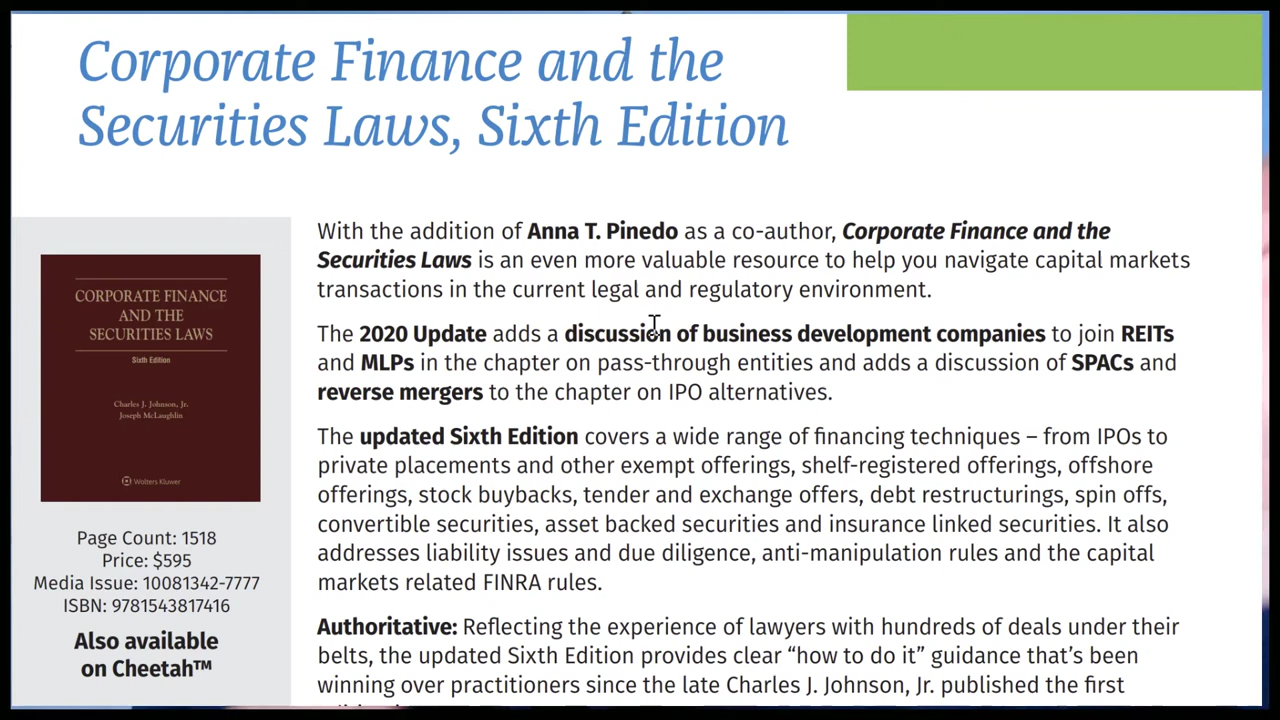 Corporate Finance and the
Securities Laws, Sixth Edition
CORPORATE FINANCE
AND THE
SECURITIES LAWS
Sixth Edition
Charles J. Johnson, Jr.
Joseph McLaughlin
Wolters Kluwer
Page Count: 1518
Price: $595
Media Issue: 10081342-7777
ISBN: 9781543817416
Also available
on Cheetah™
With the addition of Anna T. Pinedo as a co-author, Corporate Finance and the
Securities Laws is an even more valuable resource to help you navigate capital markets
transactions in the current legal and regulatory environment.
The 2020 Update adds a discussion of business development companies to join REITs
and MLPs in the chapter on pass-through entities and adds a discussion of SPACs and
reverse mergers to the chapter on IPO alternatives.
The updated Sixth Edition covers a wide range of financing techniques – from IPOs to
private placements and other exempt offerings, shelf-registered offerings, offshore
offerings, stock buybacks, tender and exchange offers, debt restructurings, spin offs,
convertible securities, asset backed securities and insurance linked securities. It also
addresses liability issues and due diligence, anti-manipulation rules and the capital
markets related FINRA rules.
Authoritative: Reflecting the experience of lawyers with hundreds of deals under their
belts, the updated Sixth Edition provides clear “how to do it” guidance that’s been
winning over practitioners since the late Charles J. Johnson, Jr. published the first